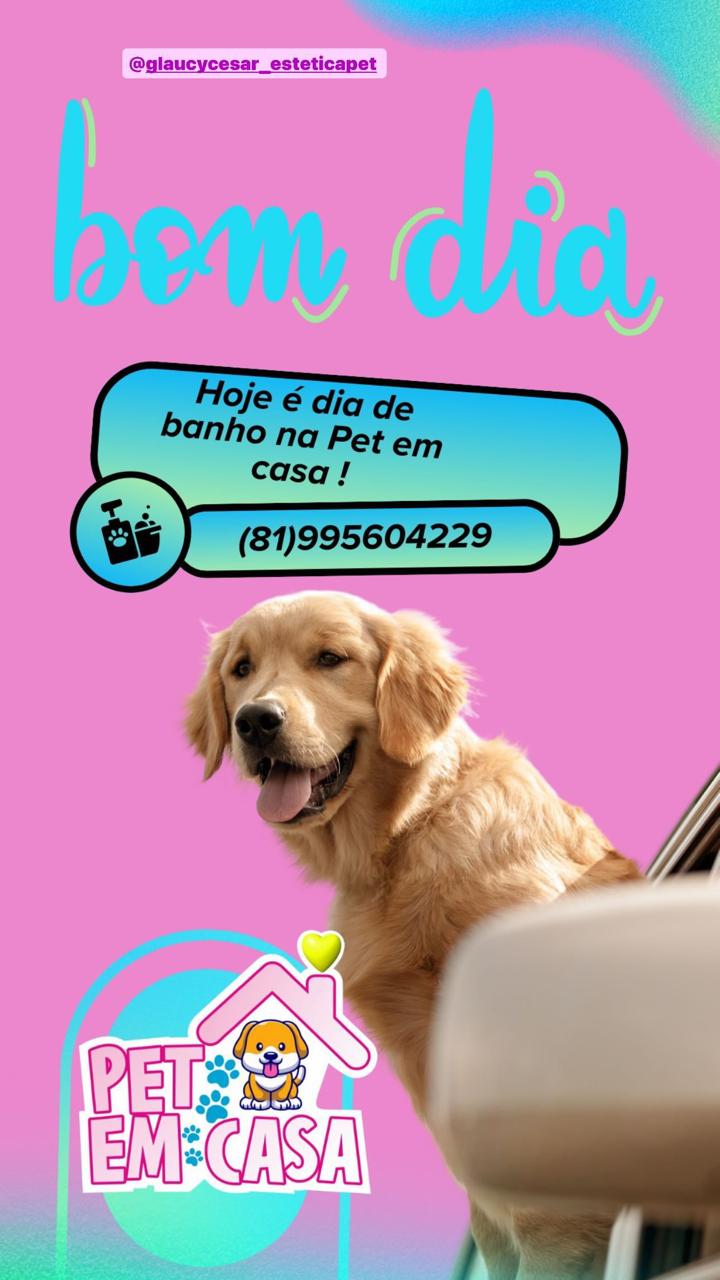 @glaucycesar_esteticapet
bom dia
Hoje é dia de
banho na Pet em
casa !
(81)995604229
PET
EM CASA